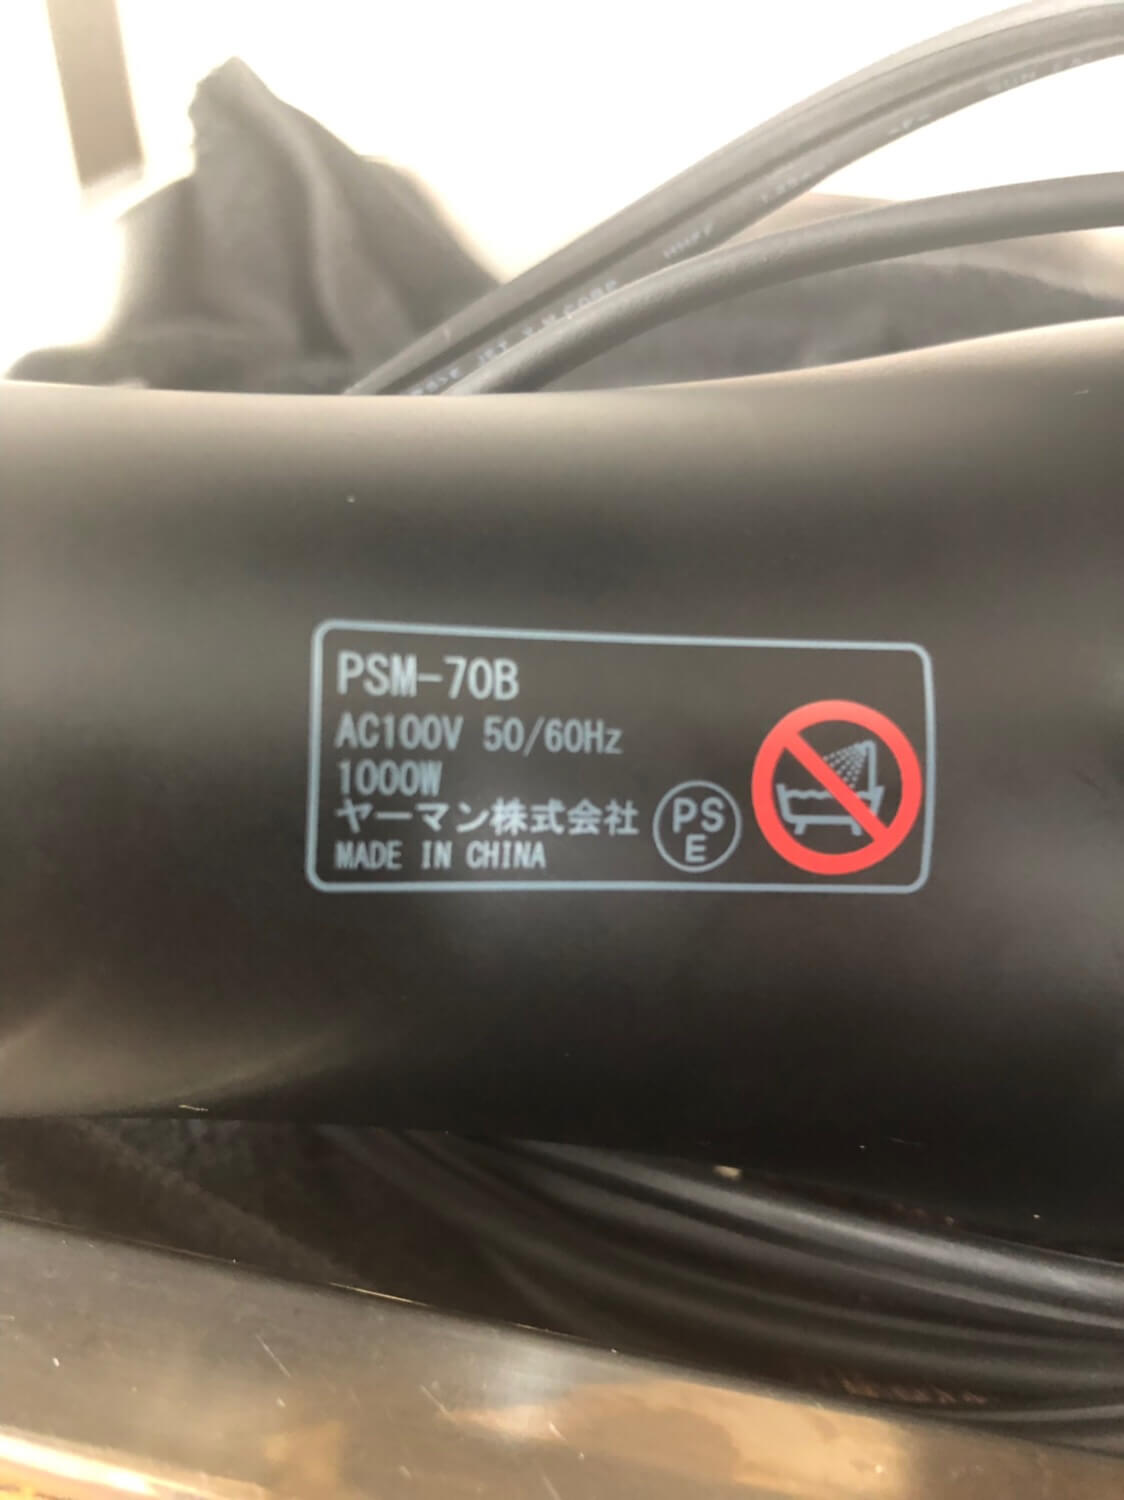 PSM-70B
AC100V 50/60Hz
1000W
ヤーマン株式会社
MADE IN CHINA
PS
E